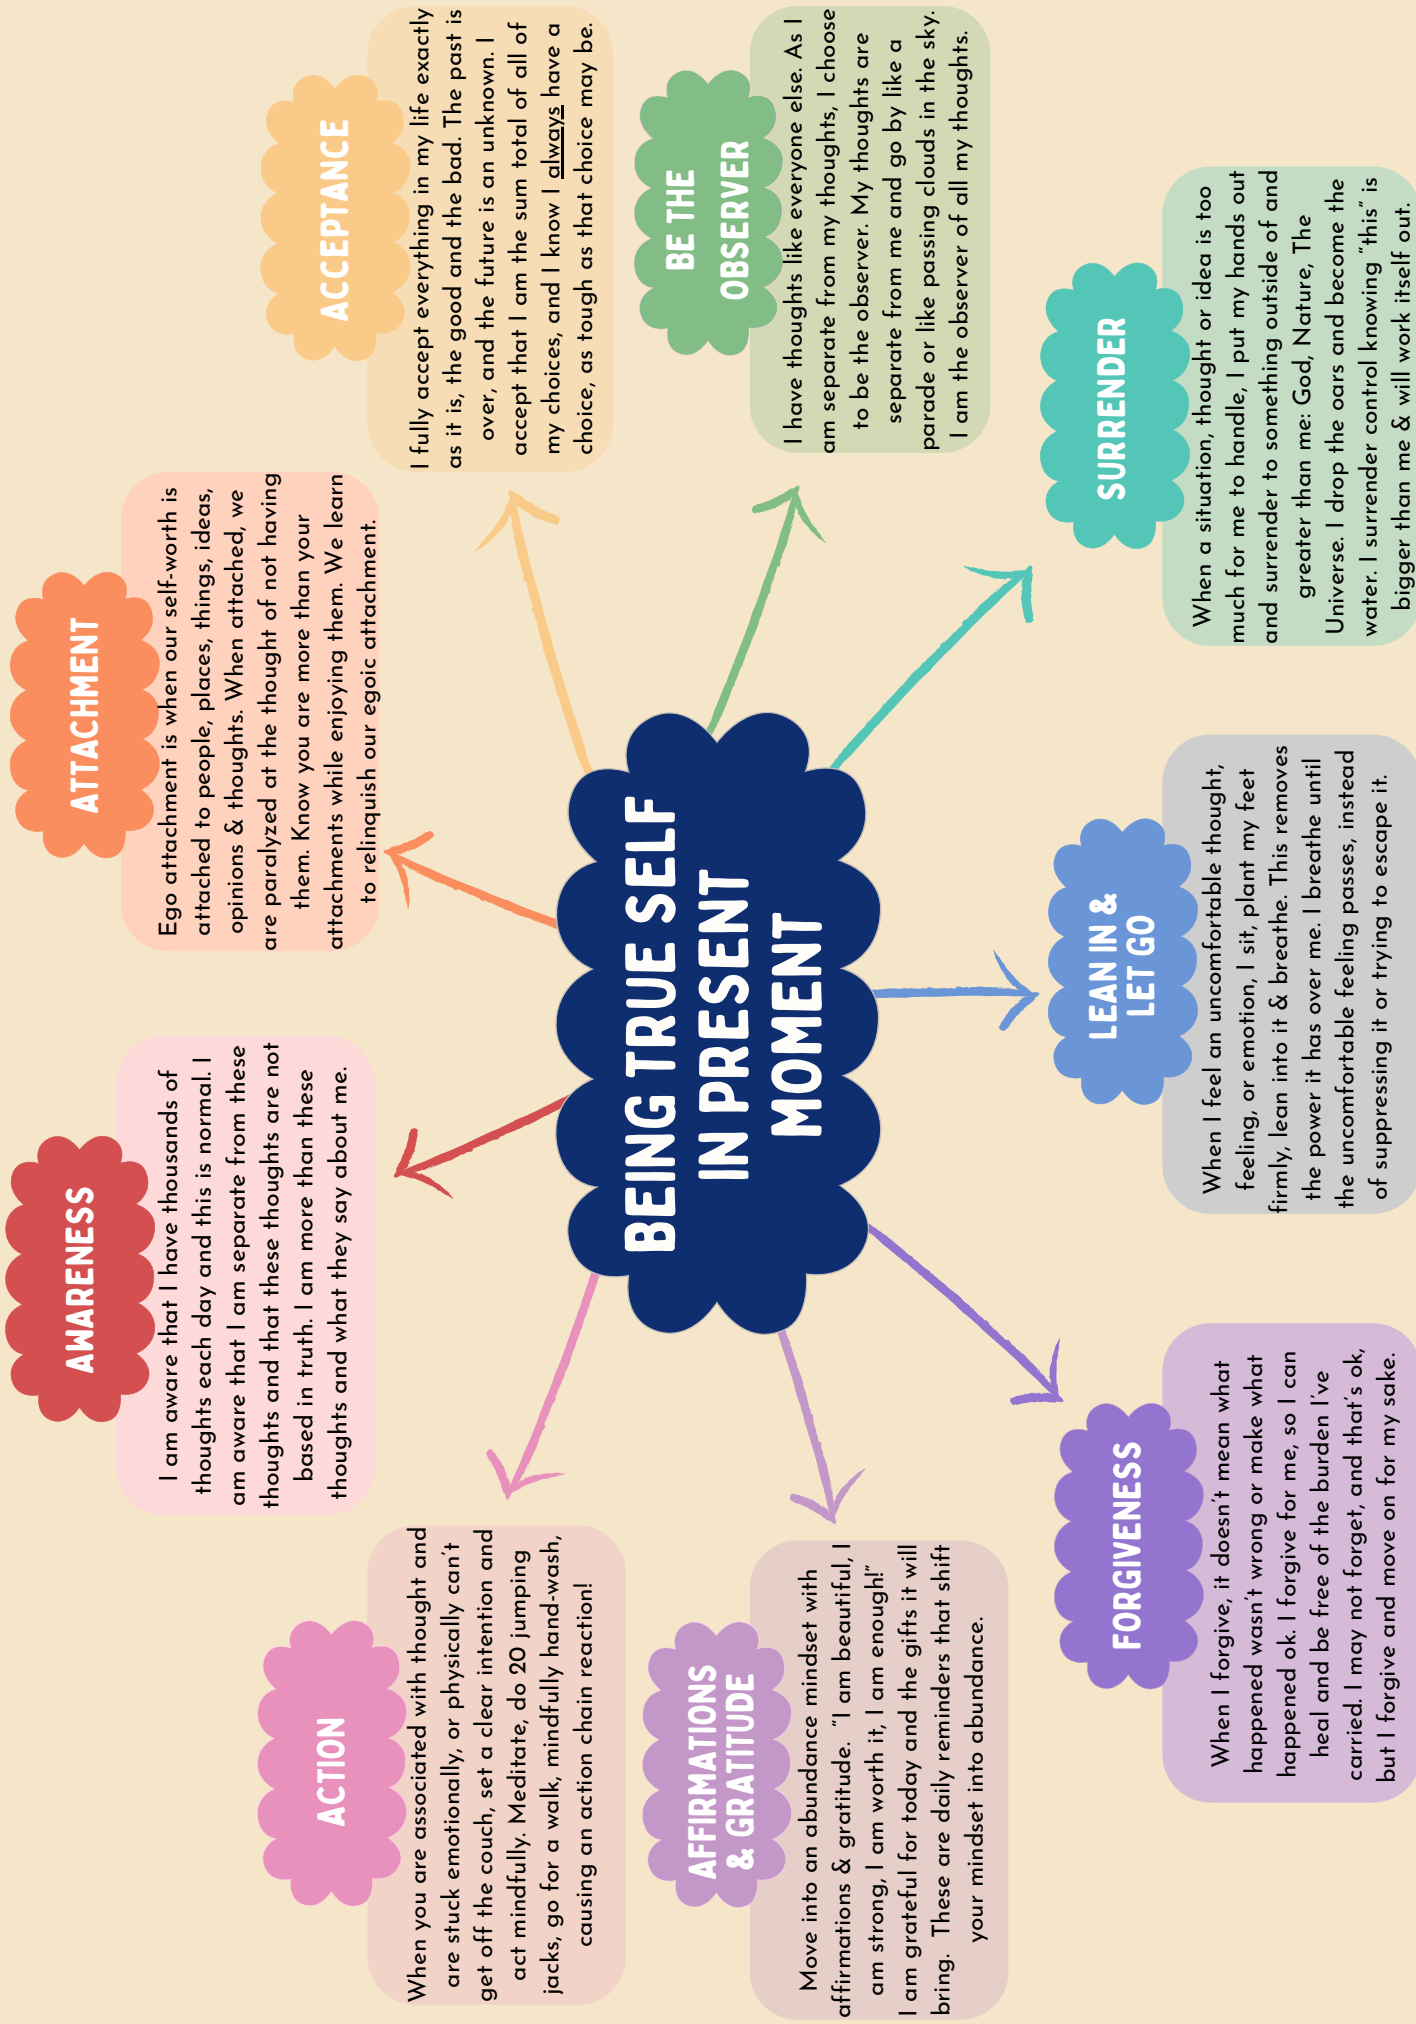 BEING TRUE SELF
IN PRESENT
MOMENT
AWARENESS
I am aware that I have thousands of
thoughts each day and this is normal. I
am aware that I am separate from these
thoughts and that these thoughts are not
based in truth. I am more than these
thoughts and what they say about me.
ATTACHMENT
Ego attachment is when our self-worth is
attached to people, places, things, ideas,
opinions & thoughts. When attached, we
are paralyzed at the thought of not having
them. Know you are more than your
attachments while enjoying them. We learn
to relinquish our egoic attachment.
ACCEPTANCE
I fully accept everything in my life exactly
as it is, the good and the bad. The past is
over, and the future is an unknown. I
accept that I am the sum total of all of
my choices, and I know I always have a
choice, as tough as that choice may be.
BE THE
OBSERVER
I have thoughts like everyone else. As I
am separate from my thoughts, I choose
to be the observer. My thoughts are
separate from me and go by like a
parade or like passing clouds in the sky.
I am the observer of all my thoughts.
SURRENDER
When a situation, thought or idea is too
much for me to handle, I put my hands out
and surrender to something outside of and
greater than me: God, Nature, The
Universe. I drop the oars and become the
water. I surrender control knowing "this" is
bigger than me & will work itself out.
LEAN IN &
LET GO
When I feel an uncomfortable thought,
feeling, or emotion, I sit, plant my feet
firmly, lean into it & breathe. This removes
the power it has over me. I breathe until
the uncomfortable feeling passes, instead
of suppressing it or trying to escape it.
FORGIVENESS
When I forgive, it doesn't mean what
happened wasn't wrong or make what
happened ok. I forgive for me, so I can
heal and be free of the burden I've
carried. I may not forget, and that's ok,
but I forgive and move on for my sake.
AFFIRMATIONS
& GRATITUDE
Move into an abundance mindset with
affirmations & gratitude. "I am beautiful, I
am strong, I am worth it, I am enough!"
I am grateful for today and the gifts it will
bring. These are daily reminders that shift
your mindset into abundance.
ACTION
When you are associated with thought and
are stuck emotionally, or physically can't
get off the couch, set a clear intention and
act mindfully. Meditate, do 20 jumping
jacks, go for a walk, mindfully hand-wash,
causing an action chain reaction!